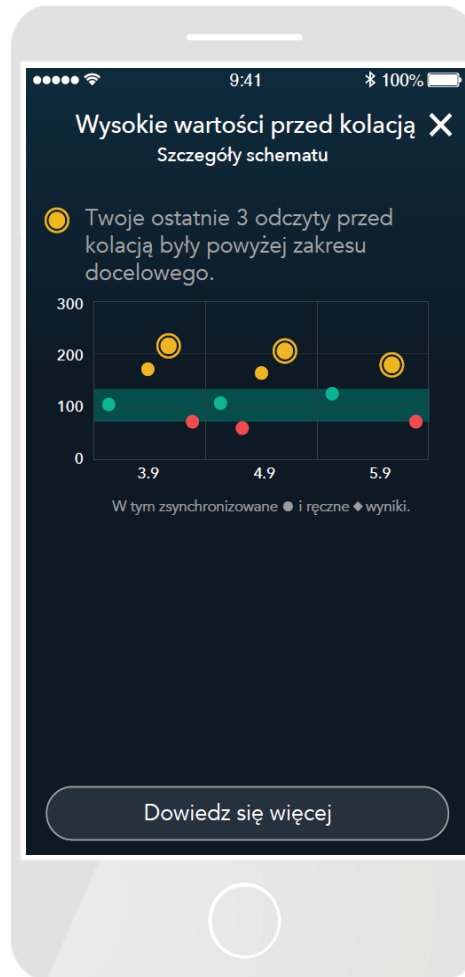 9:41
100%
Wysokie wartości przed kolacją
Szczegóły schematu
Twoje ostatnie 3 odczyty przed
kolacją były powyżej zakresu
docelowego.
300
200
100
0
3.9 4.9 5.9
W tym zsynchronizowane ● i ręczne ◆ wyniki.
Dowiedz się więcej